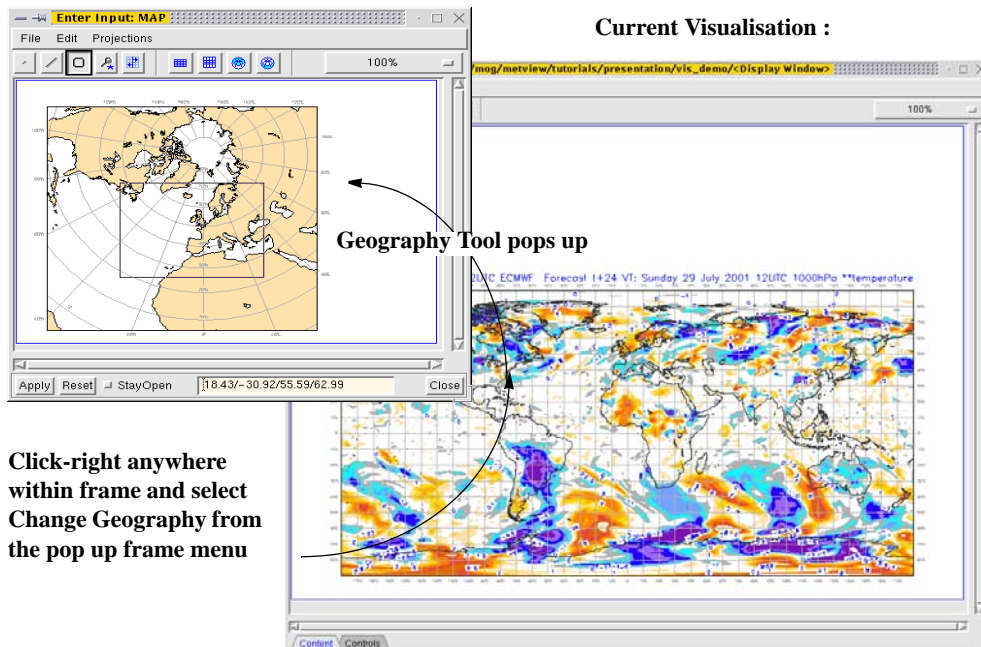 Enter Input: MAP
Current Visualisation :
File Edit Projections
100%
/mog/metview/tutorials/presentation/vis_demo/<Display Window>
100%
Geography Tool pops up
2UTC ECMWF Forecast t+24 VT: Sunday 29 July 2001 12UTC 1000hPa **temperature
Apply Reset StayOpen 18.43/-30.92/55.59/62.99 Close
Click-right anywhere
within frame and select
Change Geography from
the pop up frame menu
Content Controls